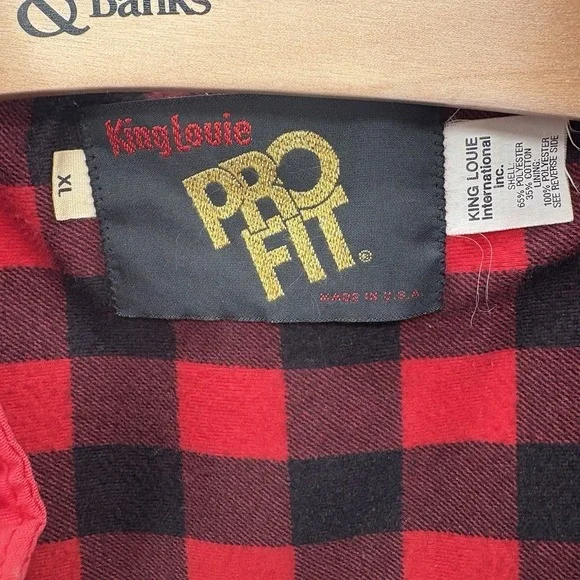 & Banks
King Louie
PRO
FIT®
MADE IN U.S.A.
XL
KING LOUIE
International
inc.
SHELL:
65% POLYESTER
35% COTTON
LINING:
100% POLYESTER
SEE REVERSE SIDE